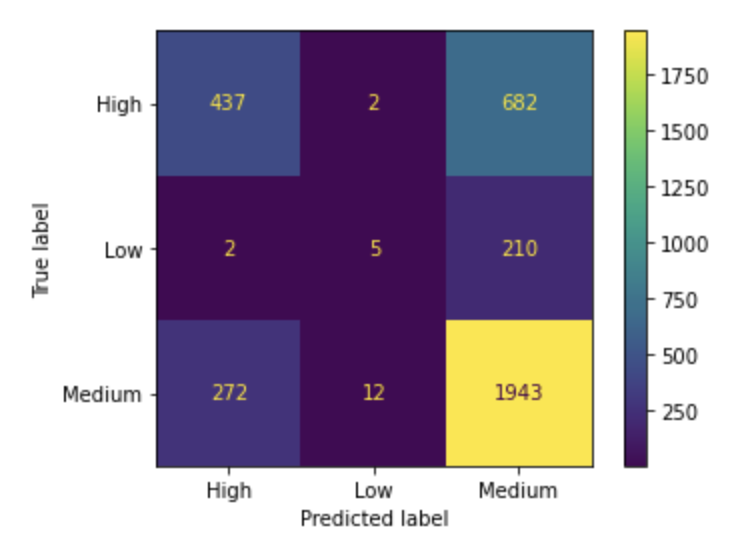 High 437 2 682
Low 2 5 210
Medium 272 12 1943
High Low Medium
Predicted label
True label
1750
1500
1250
1000
750
500
250